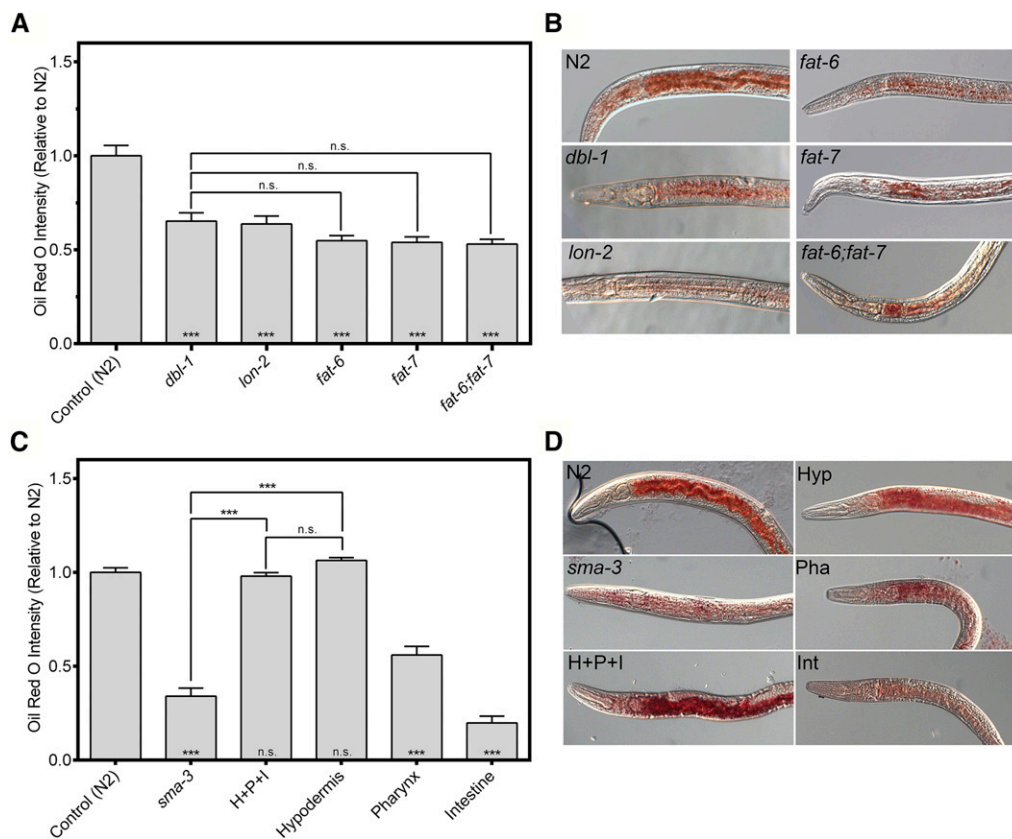 A
Oil Red O Intensity (Relative to N2)
1.5
1.0
0.5
0.0
n.s.
n.s.
n.s.
***
***
***
***
***
Control (N2)
dbl-1
lon-2
fat-6
fat-7
fat-6;fat-7
B
N2
fat-6
dbl-1
fat-7
lon-2
fat-6;fat-7
C
Oil Red O Intensity (Relative to N2)
1.5
1.0
0.5
0.0
***
***
n.s.
***
n.s.
n.s.
***
***
Control (N2)
sma-3
H+P+I
Hypodermis
Pharynx
Intestine
D
N2
Hyp
sma-3
Pha
H+P+I
Int